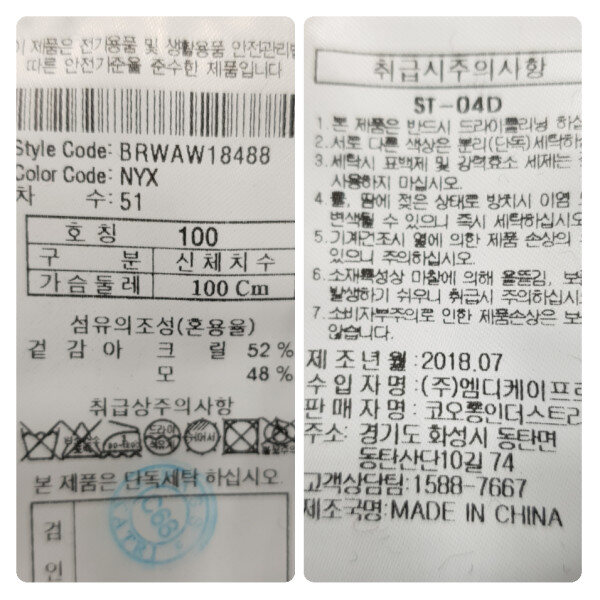 이 제품은 전기용품 및 생활용품 안전관리법
따른 안전기준을 준수한 제품입니다
Style Code: BRWAW18488
Color Code: NYX
차 수: 51
호 칭 100
구 분 신체치수
가슴둘레 100 Cm
섬유의조성(혼용율)
겉 감 아 크 릴 52 %
모 48 %
취급상주의사항
드라이
본 제품은 단독세탁 하십시오.
검
인
C68
취급시주의사항
ST-04D
1. 본 제품은 반드시 드라이클리닝 하십
2. 서로 다른 색상은 분리(단독)세탁하
3. 세탁시 표백제 및 강력효소 세제는
사용하지 마십시오.
4. 물, 땀에 젖은 상태로 방치시 이염
변색될 수 있으니 즉시 세탁하십시오
5. 기계건조시 열에 의한 제품 손상의
있으니 주의하십시오.
6. 소재특성상 마찰에 의해 올뜯김, 보풀
발생하기 쉬우니 취급시 주의하십시
7. 소비자부주의로 인한 제품손상은 보
않습니다.
제 조년월:2018.07
수 입 자명:(주)엠디케이프
판 매 자명:코오롱인더스트리
주소: 경기도 화성시 동탄면
동탄산단10길 74
고객상담팀:1588-7667
제조국명:MADE IN CHINA